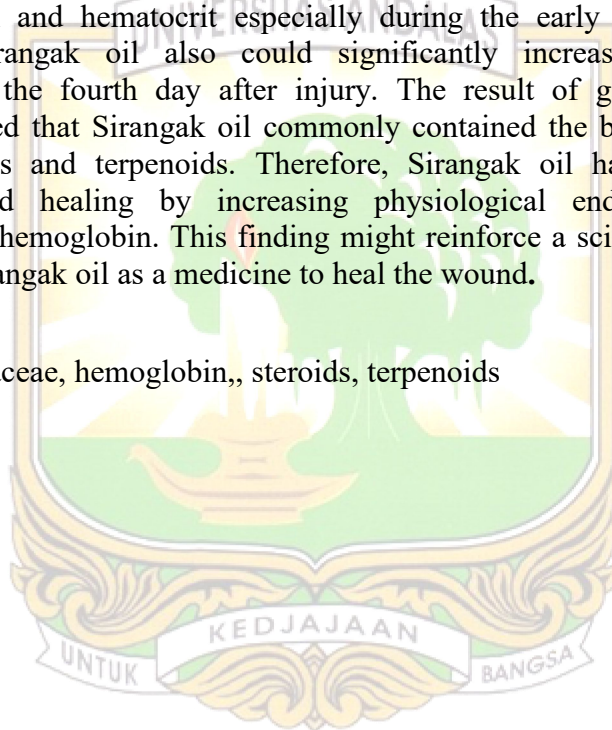 and hematocrit especially during the early
UNIVERSITAS ANDALAS
rangak oil also could significantly increas
the fourth day after injury. The result of g
ed that Sirangak oil commonly contained the b
s and terpenoids. Therefore, Sirangak oil ha
d healing by increasing physiological end
hemoglobin. This finding might reinforce a sci
angak oil as a medicine to heal the wound.
aceae, hemoglobin,, steroids, terpenoids
KEDJAJAAN
UNTUK BANGSA